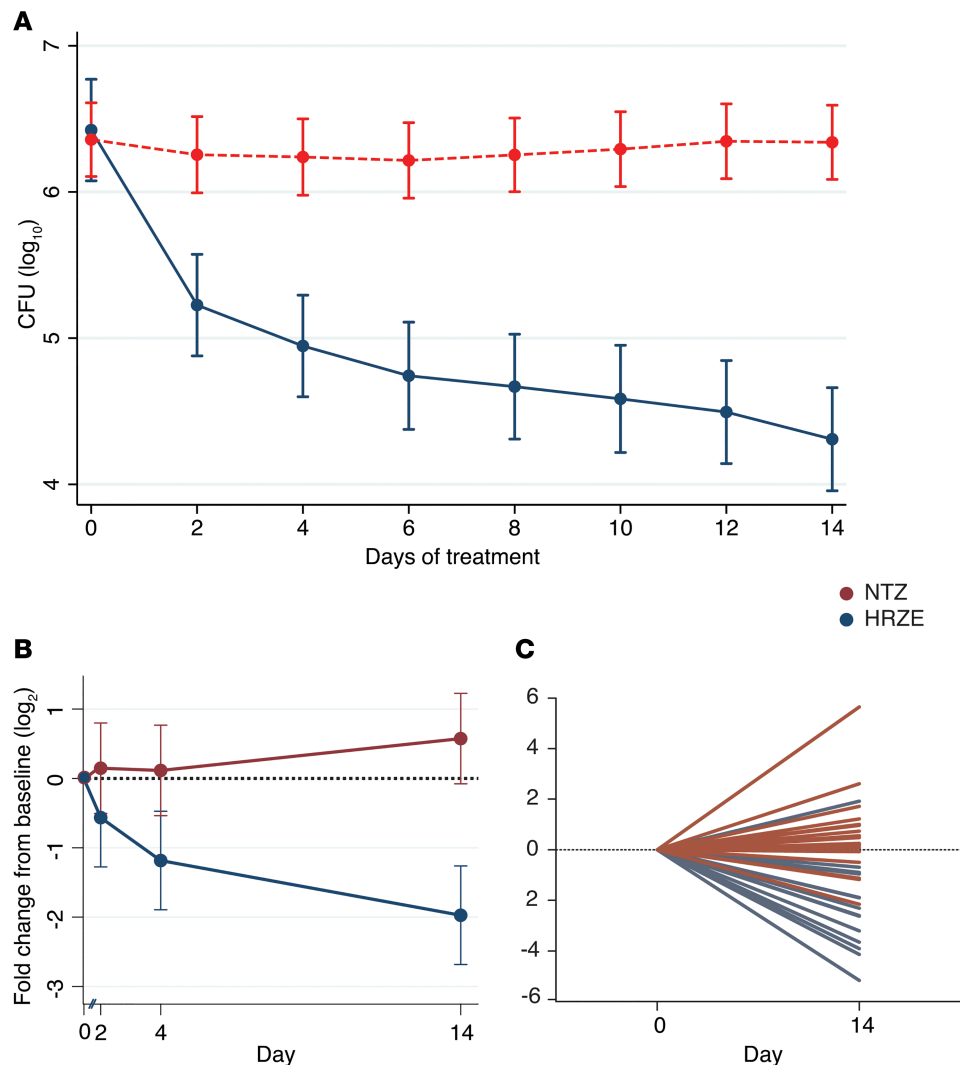 A
CFU (log10)
7
6
5
4
0 2 4 6 8 10 12 14
Days of treatment
NTZ
HRZE
B
Fold change from baseline (log2)
1
0
-1
-2
-3
0 2 4 14
Day
C
6
4
2
0
2
-4
-6
0 14
Day